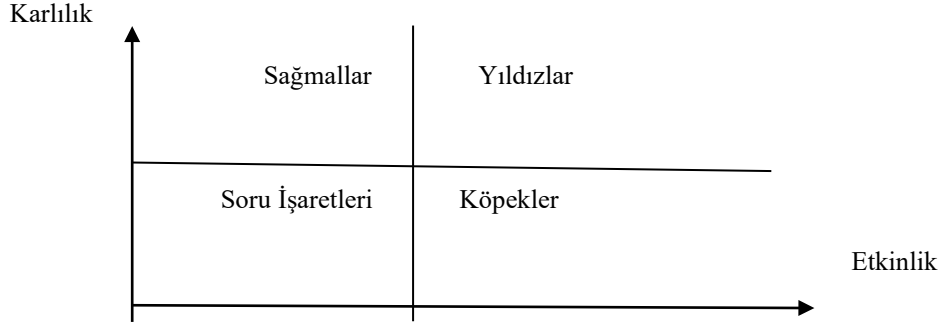 Karlılık
Sağmallar Yıldızlar
Soru İşaretleri Köpekler
Etkinlik